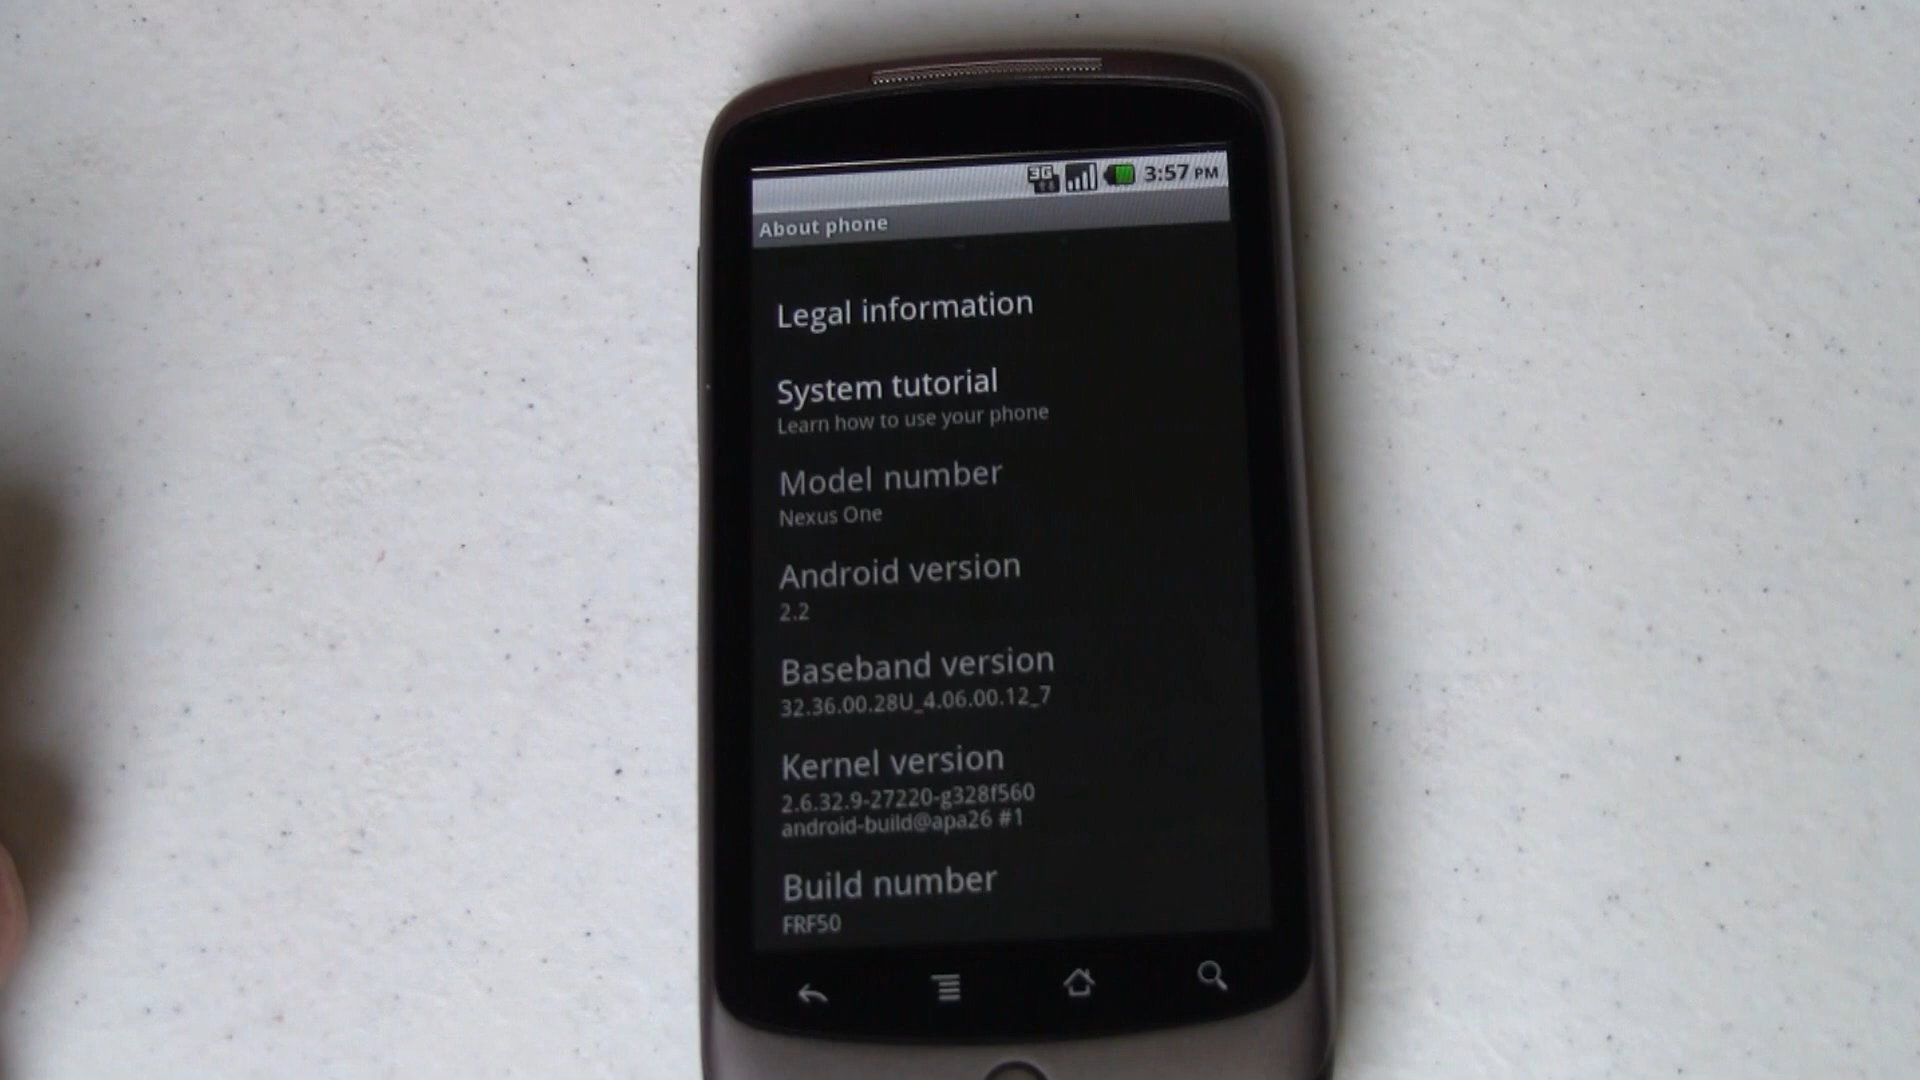 3G 3:57 PM
About phone
Legal information
System tutorial
Learn how to use your phone
Model number
Nexus One
Android version
2.2
Baseband version
32.36.00.28U_4.06.00.12_7
Kernel version
2.6.32.9-27220-g328f560
android-build@apa26 #1
Build number
FRF50